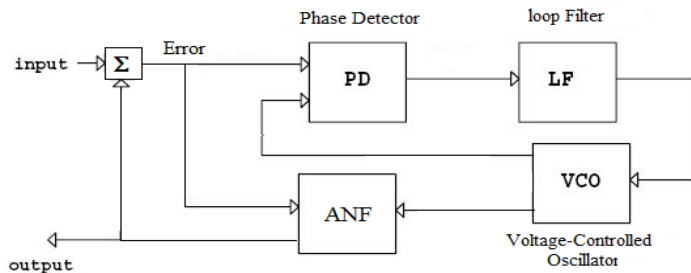 Phase Detector
loop Filter
Error
input
Σ
PD
LF
VCO
ANF
Voltage-Controlled
Oscillator
output